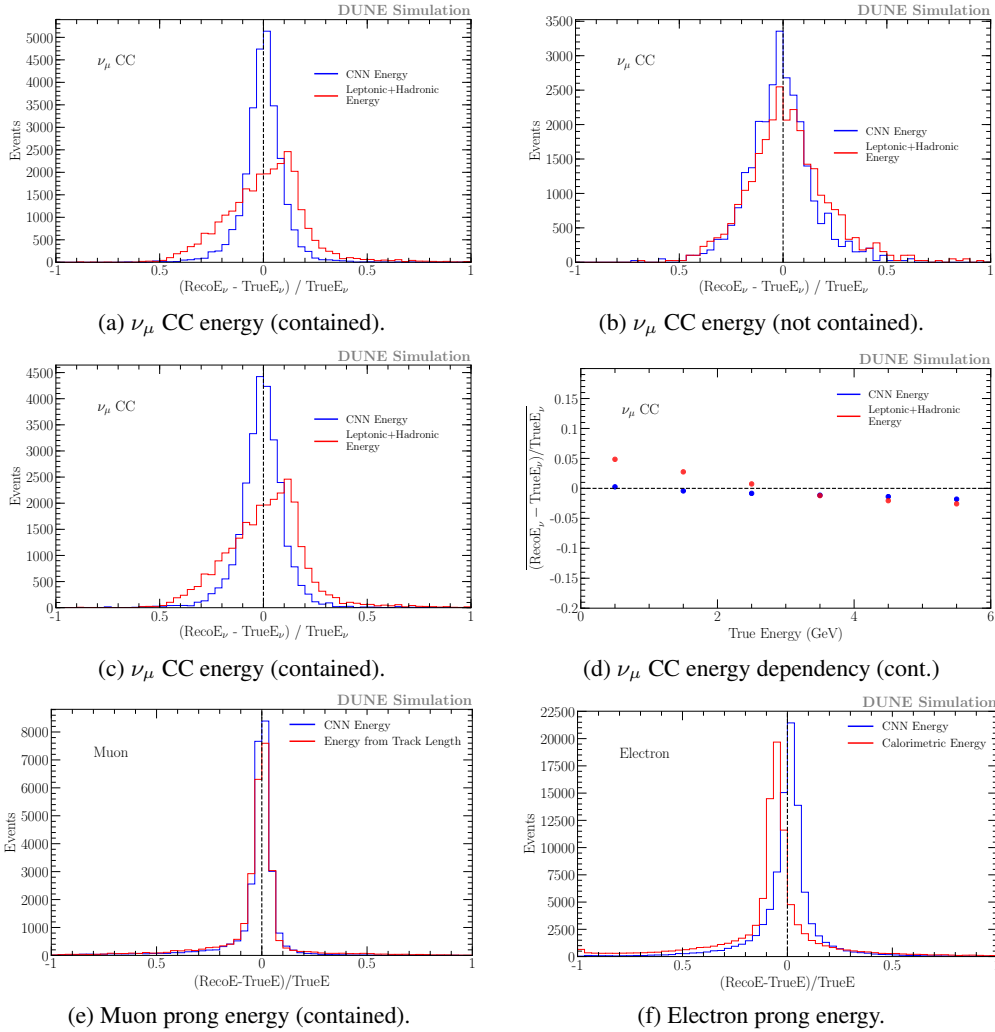 DUNE Simulation
ν_μ CC
CNN Energy
Leptonic+Hadronic
Energy
Events
5000
4500
4000
3500
3000
2500
2000
1500
1000
500
0
-1
0.5
0
0.5
1
(RecoE_ν - TrueE_ν) / TrueE_ν
(a) ν_μ CC energy (contained).
DUNE Simulation
ν_μ CC
CNN Energy
Leptonic+Hadronic
Energy
Events
3500
3000
2500
2000
1500
1000
500
0
-1
0.5
0
0.5
1
(RecoE_ν - TrueE_ν) / TrueE_ν
(b) ν_μ CC energy (not contained).
DUNE Simulation
ν_μ CC
CNN Energy
Leptonic+Hadronic
Energy
Events
4500
4000
3500
3000
2500
2000
1500
1000
500
0
-1
0.5
0
0.5
1
(RecoE_ν - TrueE_ν) / TrueE_ν
(c) ν_μ CC energy (contained).
DUNE Simulation
ν_μ CC
CNN Energy
Leptonic+Hadronic
Energy
(RecoE_ν − TrueE_ν)/TrueE_ν
0.15
0.1
0.05
0
-0.05
-0.1
-0.15
-0.2
0
2
4
6
True Energy (GeV)
(d) ν_μ CC energy dependency (cont.)
DUNE Simulation
Muon
CNN Energy
Energy from Track Length
Events
8000
7000
6000
5000
4000
3000
2000
1000
0
-1
0.5
0
0.5
1
(RecoE-TrueE)/TrueE
(e) Muon prong energy (contained).
DUNE Simulation
Electron
CNN Energy
Calorimetric Energy
Events
22500
20000
17500
15000
12500
10000
7500
5000
2500
0
-1
0.5
0
0.5
(RecoE-TrueE)/TrueE
(f) Electron prong energy.